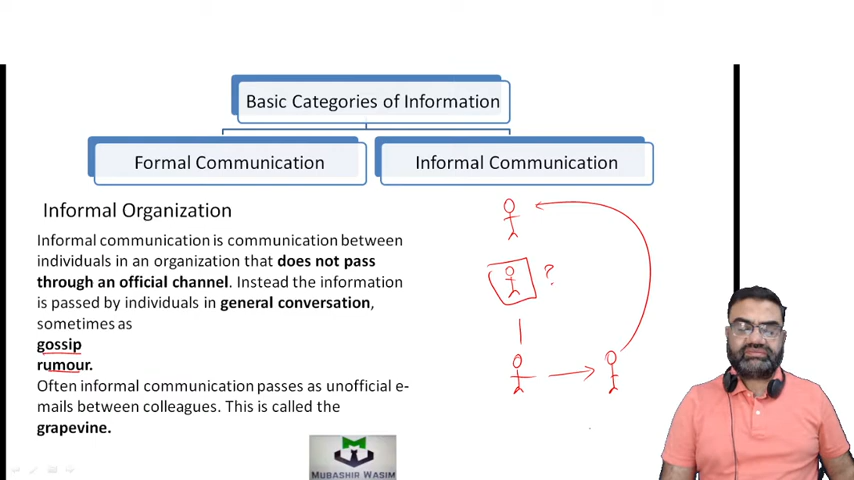 Basic Categories of Information
Formal Communication
Informal Communication
Informal Organization
Informal communication is communication between
individuals in an organization that does not pass
through an official channel. Instead the information
is passed by individuals in general conversation,
sometimes as
gossip
rumour.
Often informal communication passes as unofficial e-
mails between colleagues. This is called the
grapevine.
?
MUBASHIR WASIM